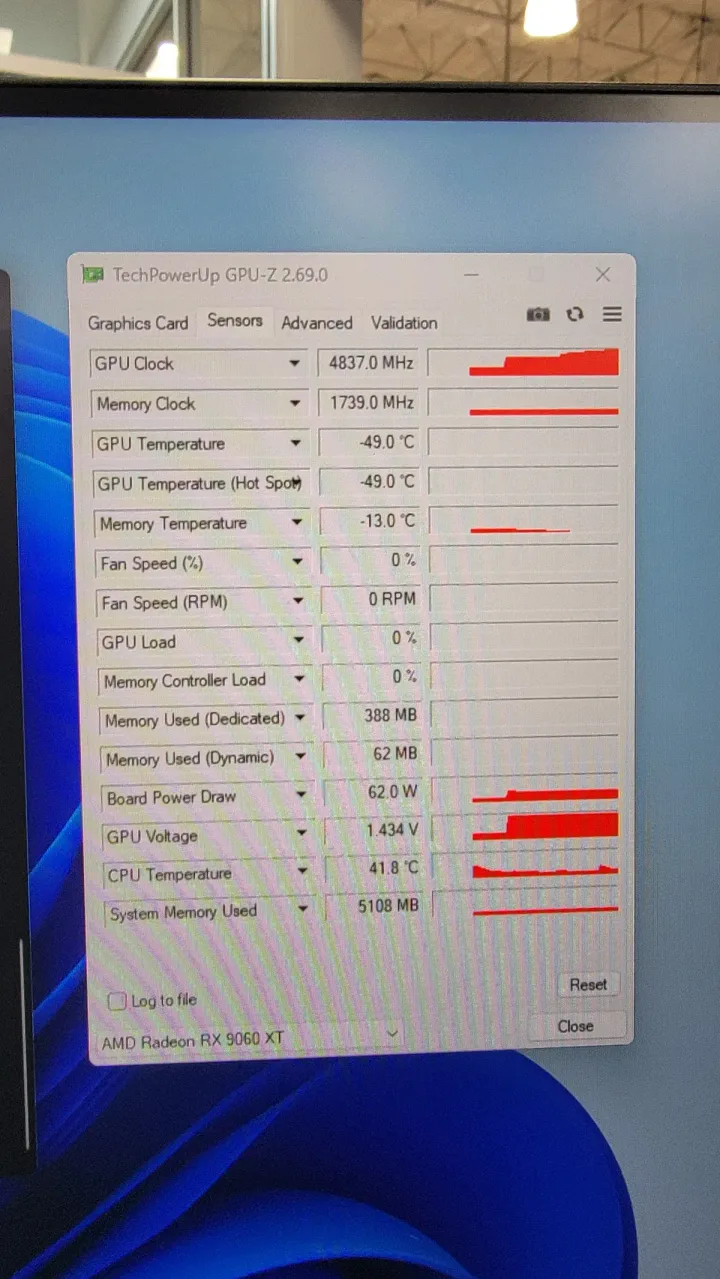 TechPowerUp GPU-Z 2.69.0
Graphics Card Sensors Advanced Validation
GPU Clock 4837.0 MHz
Memory Clock 1739.0 MHz
GPU Temperature -49.0 °C
GPU Temperature (Hot Spot) -49.0 °C
Memory Temperature -13.0 °C
Fan Speed (%) 0 %
Fan Speed (RPM) 0 RPM
GPU Load 0 %
Memory Controller Load 0 %
Memory Used (Dedicated) 388 MB
Memory Used (Dynamic) 62 MB
Board Power Draw 62.0 W
GPU Voltage 1.434 V
CPU Temperature 41.8 °C
System Memory Used 5108 MB
Reset
Log to file
Close
AMD Radeon RX 9060 XT